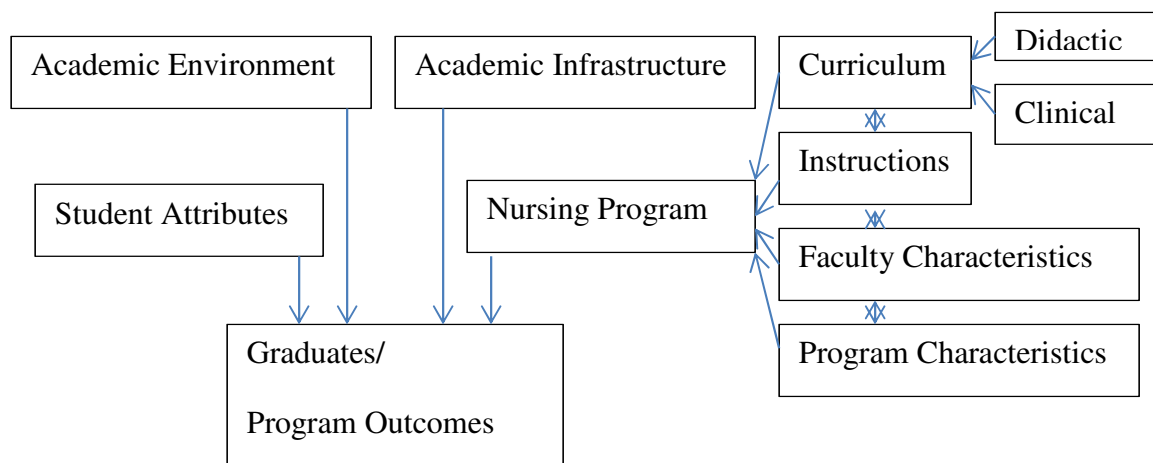 Academic Environment
Academic Infrastructure
Curriculum
Didactic
Clinical
Instructions
Student Attributes
Nursing Program
Faculty Characteristics
Graduates/
Program Outcomes
Program Characteristics